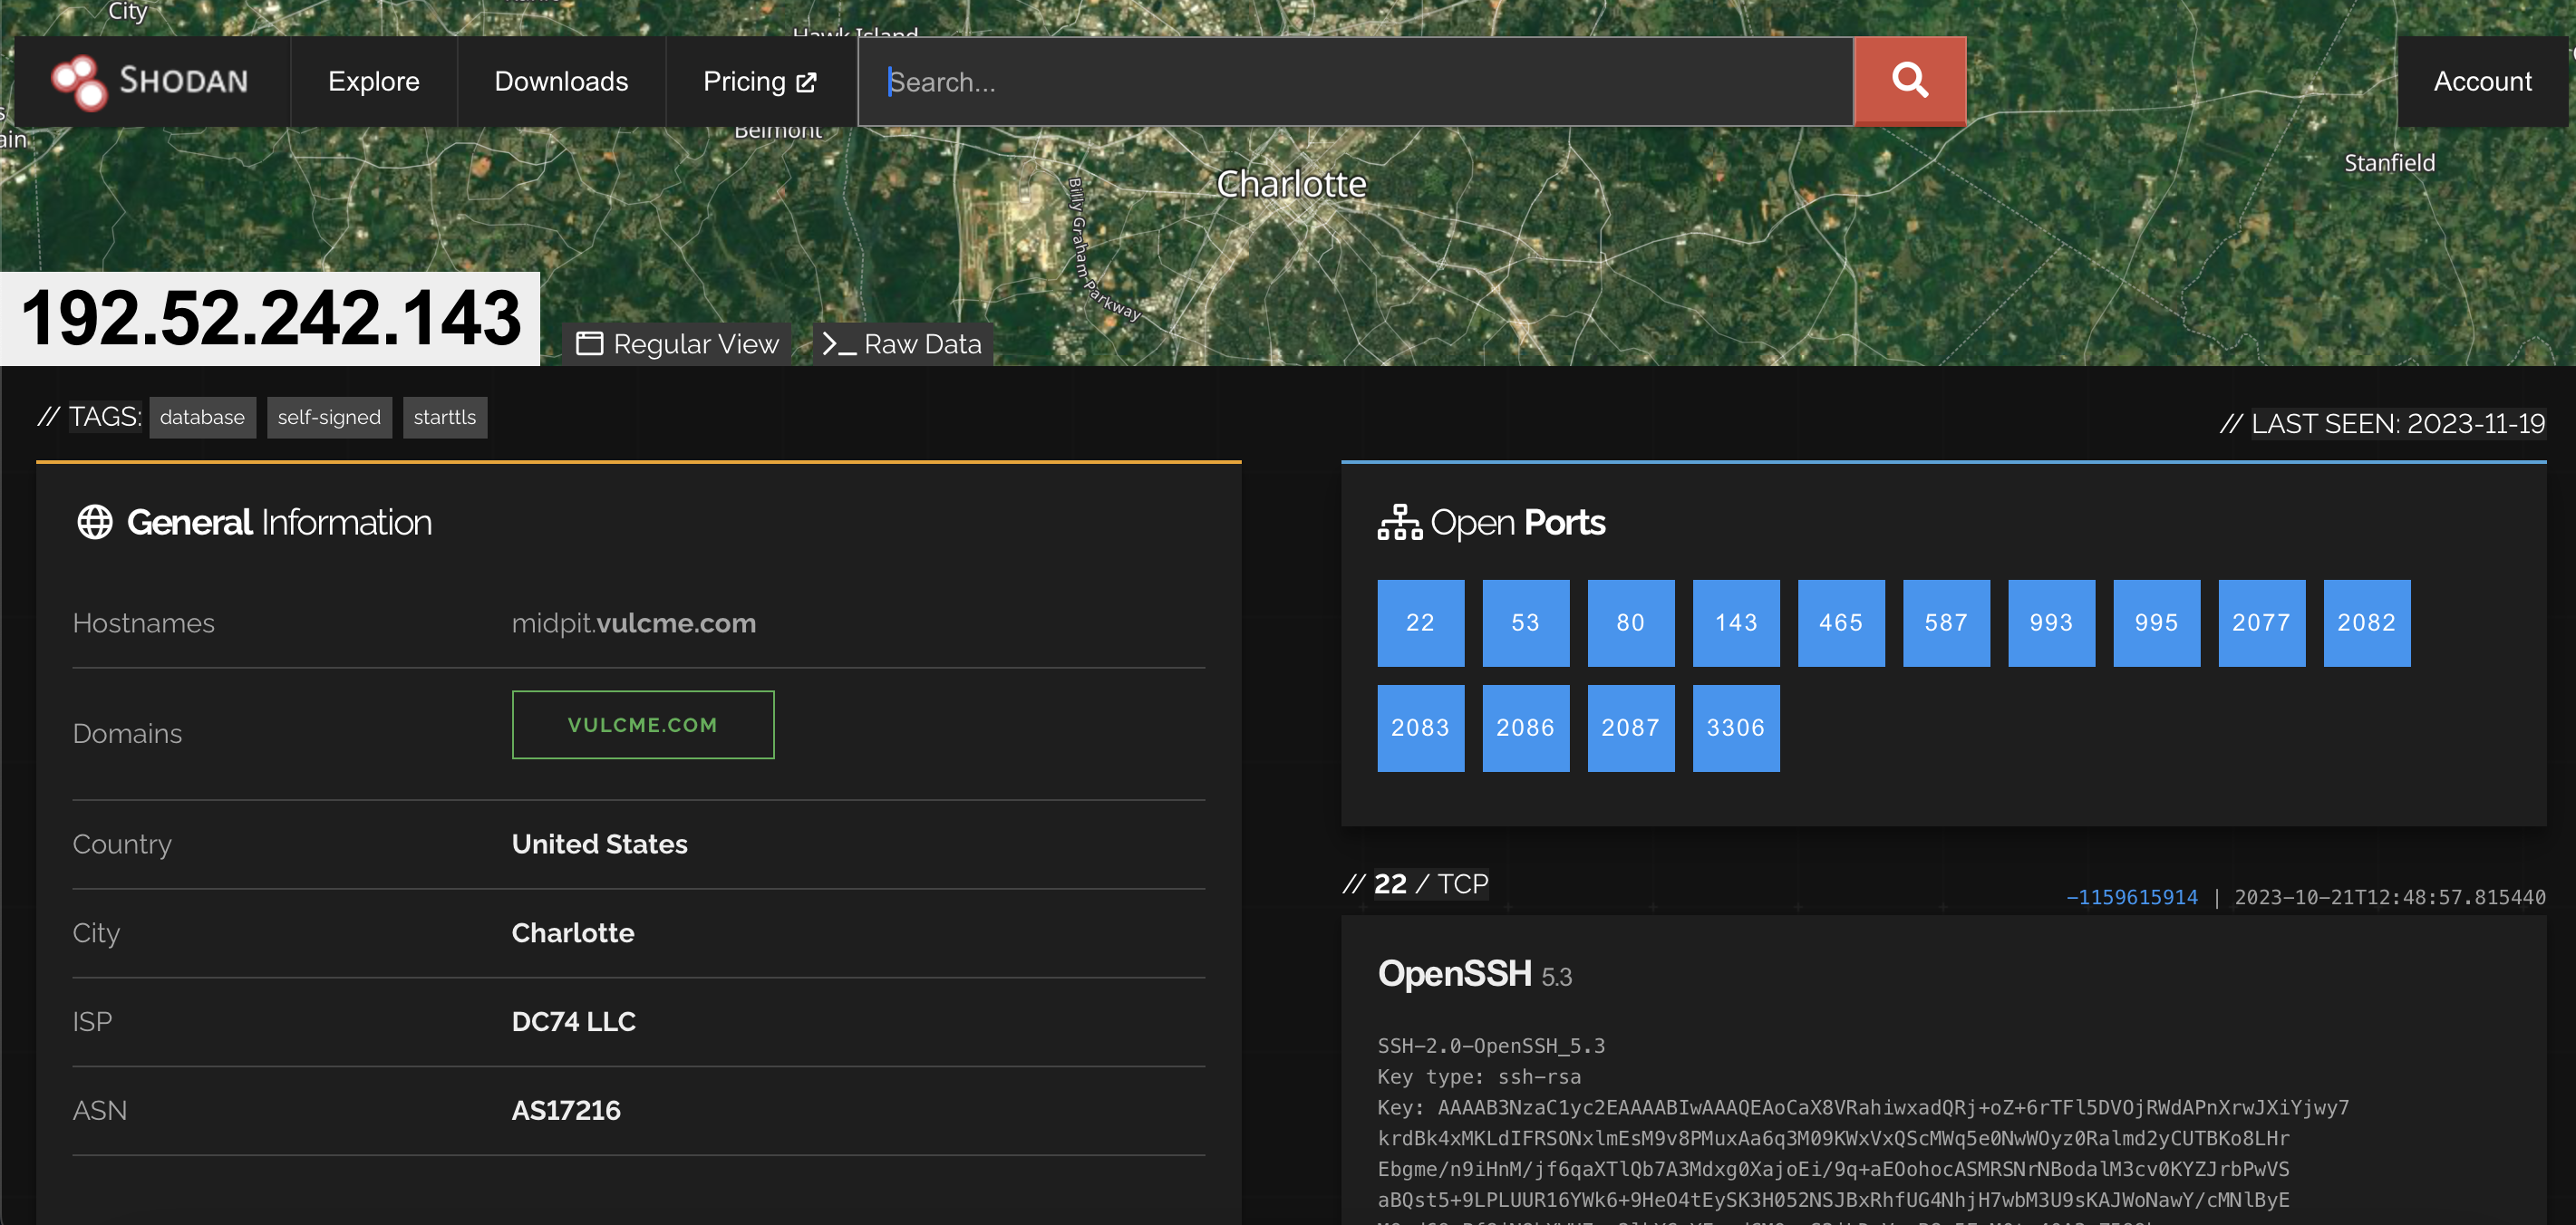 City
Hawk Island
SHODAN
Explore
Downloads
Pricing
Search...
Account
ain
Belmont
Charlotte
Stanfield
Billy Graham Parkway
192.52.242.143
Regular View
Raw Data
// TAGS: database self-signed starttls
// LAST SEEN: 2023-11-19
General Information
Hostnames midpit.vulcme.com
Domains VULCME.COM
Country United States
City Charlotte
ISP DC74 LLC
ASN AS17216
Open Ports
22 53 80 143 465 587 993 995 2077 2082
2083 2086 2087 3306
// 22 / TCP
-1159615914 | 2023-10-21T12:48:57.815440
OpenSSH 5.3
SSH-2.0-OpenSSH_5.3
Key type: ssh-rsa
Key: AAAAB3NzaC1yc2EAAAABIwAAAQEAoCaX8VRahiwxadQRj+oZ+6rTFl5DVOjRWdAPnXrwJXiYjwy7
krdBk4xMKLdIFRSONxlmEsM9v8PMuxAa6q3M09KWxVxQScMWq5e0NwWOyz0Ralmd2yCUTBKo8LHr
Ebgme/n9iHnM/jf6qaXTlQb7A3Mdxg0XajoEi/9q+aEOohocASMRSNrNBodalM3cv0KYZJrbPwVS
aBQst5+9LPLUUR16YWk6+9HeO4tEySK3H052NSJBxRhfUG4NhjH7wbM3U9sKAJWoNawY/cMNlByE